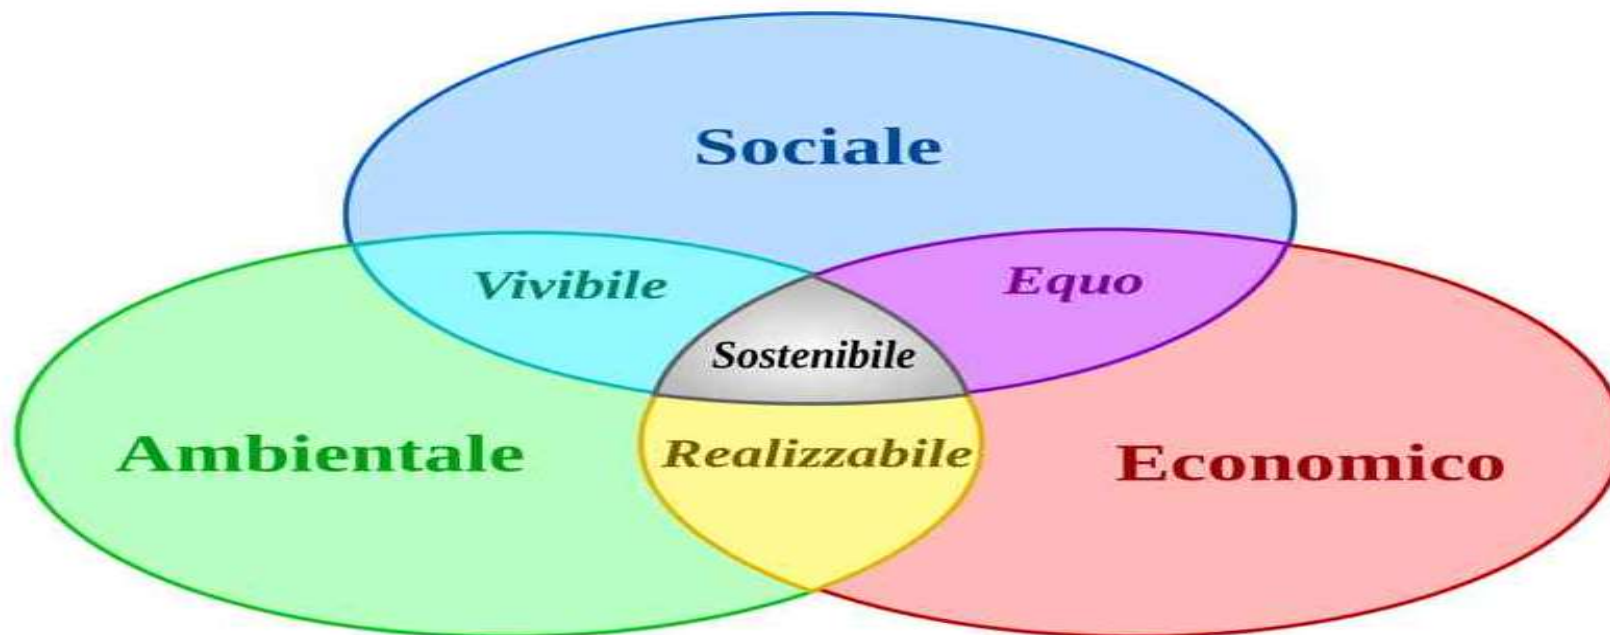 Sociale
Vivibile
Equo
Sostenibile
Ambientale
Realizzabile
Economico